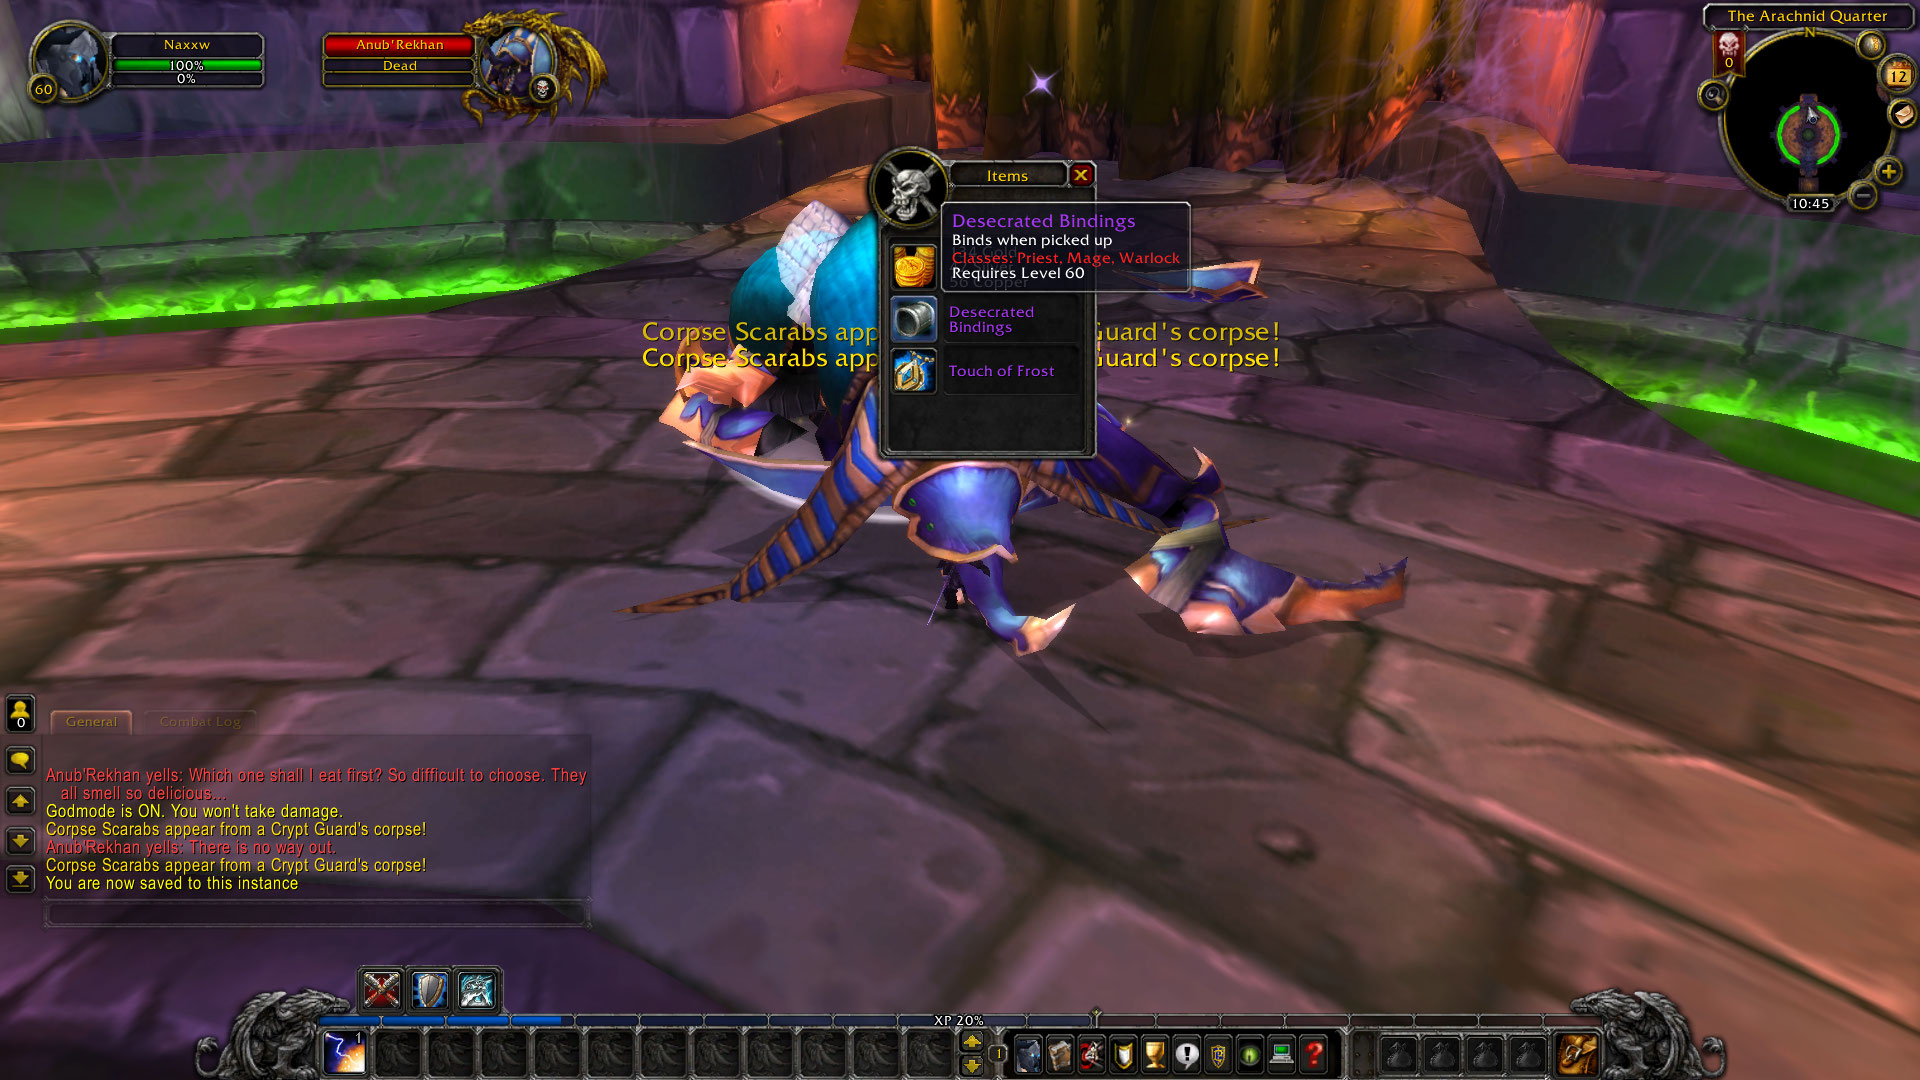 Naxxw
100%
0%
60
Anub'Rekhan
Dead
The Arachnid Quarter
N
0
12
10:45
Items
Desecrated Bindings
Binds when picked up
Classes: Priest, Mage, Warlock
Requires Level 60
56 Copper
Desecrated
Bindings
Touch of Frost
Corpse Scarabs app
Guard's corpse!
Corpse Scarabs app
Guard's corpse!
0
General
Combat Log
Anub'Rekhan yells: Which one shall I eat first? So difficult to choose. They
all smell so delicious...
Godmode is ON. You won't take damage.
Corpse Scarabs appear from a Crypt Guard's corpse!
Anub'Rekhan yells: There is no way out.
Corpse Scarabs appear from a Crypt Guard's corpse!
You are now saved to this instance
XP 20%
1
1